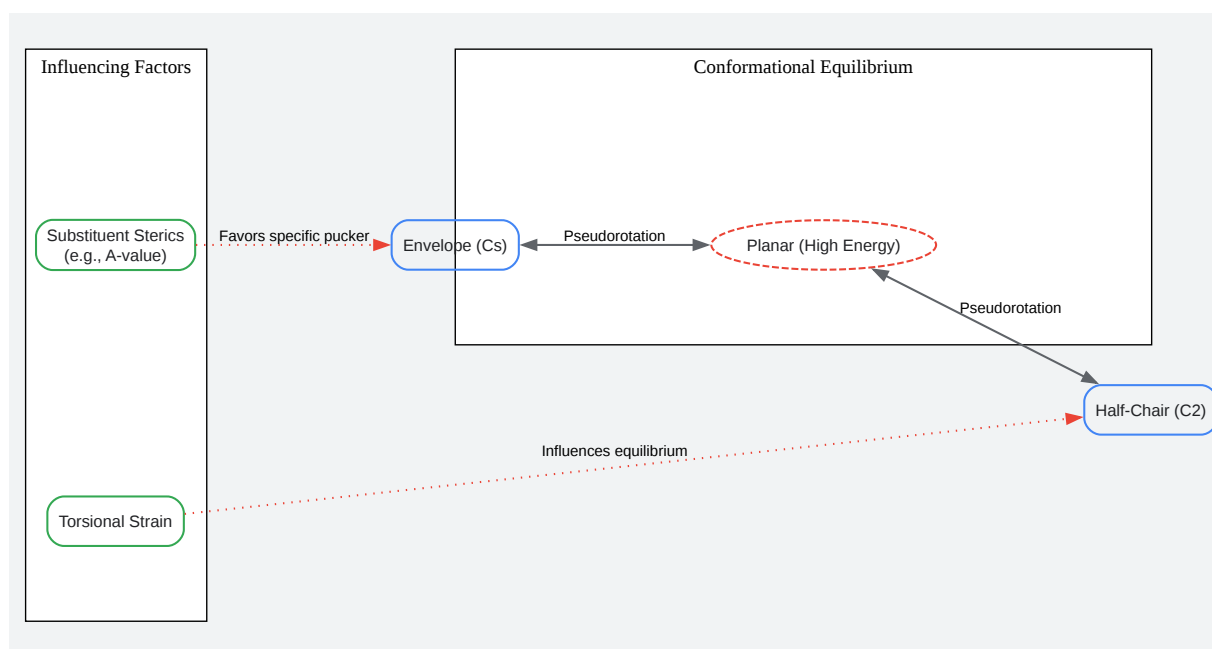 Influencing Factors
Conformational Equilibrium
Substituent Sterics
(e.g., A-value)
Favors specific pucker
Envelope (Cs)
Pseudorotation
Planar (High Energy)
Pseudorotation
Half-Chair (C2)
Influences equilibrium
Torsional Strain